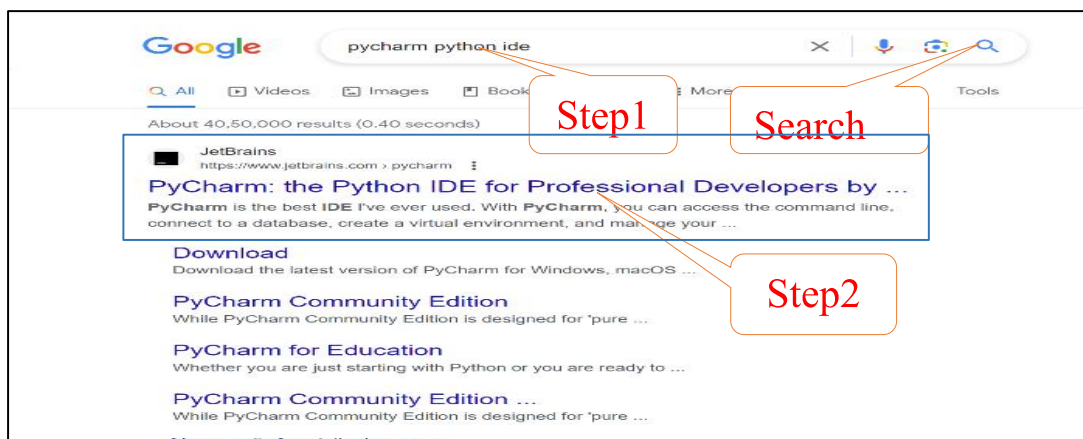 Google
pycharm python ide
All Videos Images Book More Tools
Step1
Search
About 40,50,000 results (0.40 seconds)
JetBrains
https://www.jetbrains.com › pycharm
PyCharm: the Python IDE for Professional Developers by ...
PyCharm is the best IDE I've ever used. With PyCharm, you can access the command line,
connect to a database, create a virtual environment, and manage your ...
Download
Download the latest version of PyCharm for Windows, macOS ...
Step2
PyCharm Community Edition
While PyCharm Community Edition is designed for 'pure ...
PyCharm for Education
Whether you are just starting with Python or you are ready to ...
PyCharm Community Edition ...
While PyCharm Community Edition is designed for 'pure ...